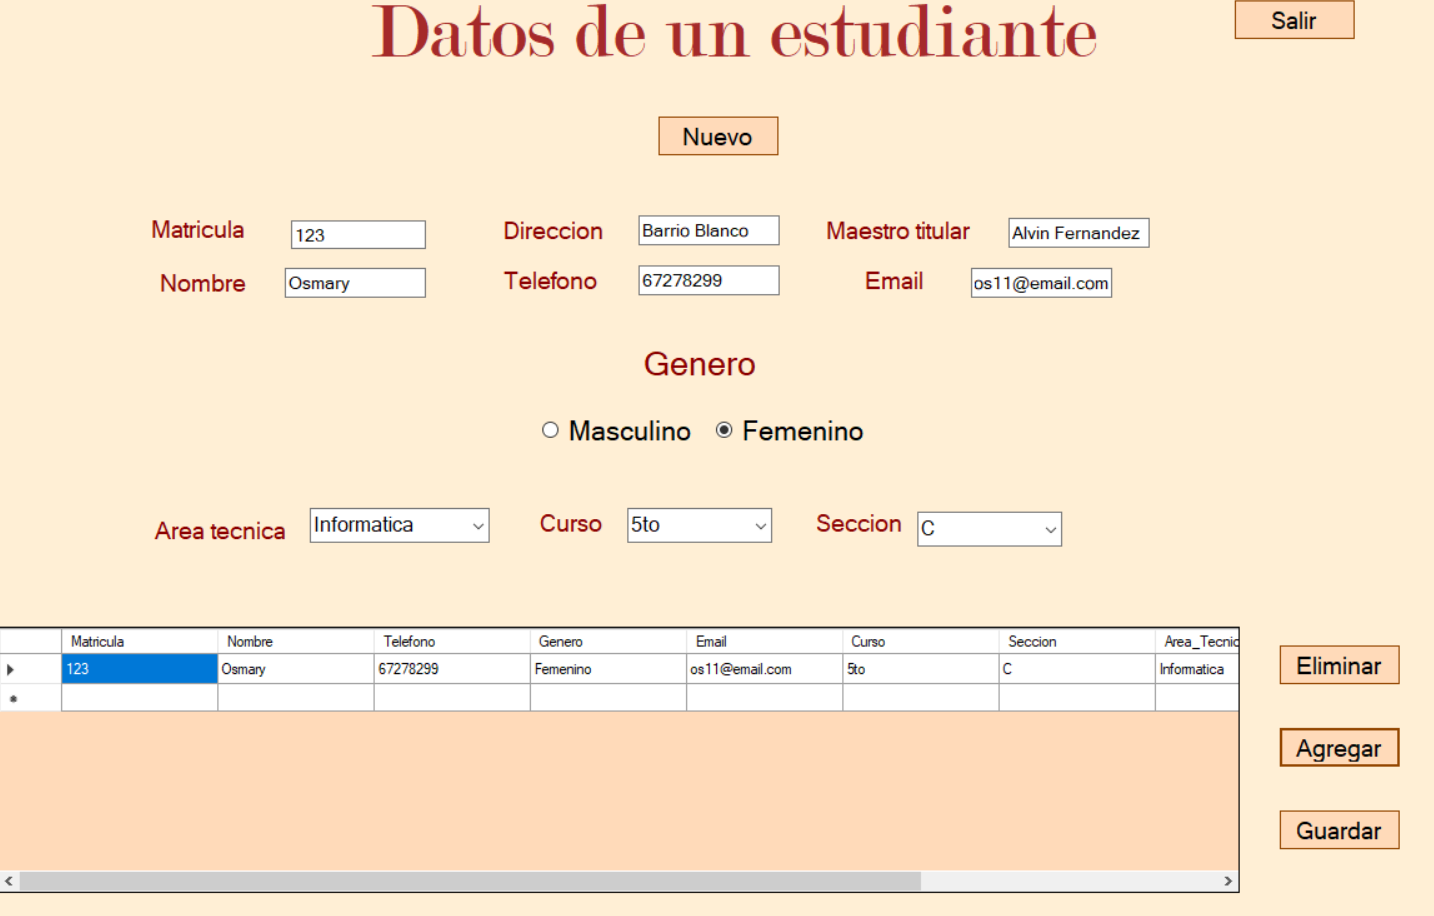 Datos de un estudiante
Salir
Nuevo
Matricula 123 Direccion Barrio Blanco Maestro titular Alvin Fernandez
Nombre Osmary Telefono 67278299 Email os11@email.com
Genero
Masculino Femenino
Area tecnica Informatica Curso 5to Seccion C
Matricula Nombre Telefono Genero Email Curso Seccion Area_Tecnic
123 Osmary 67278299 Femenino os11@email.com 5to C Informatica
Eliminar
Agregar
Guardar